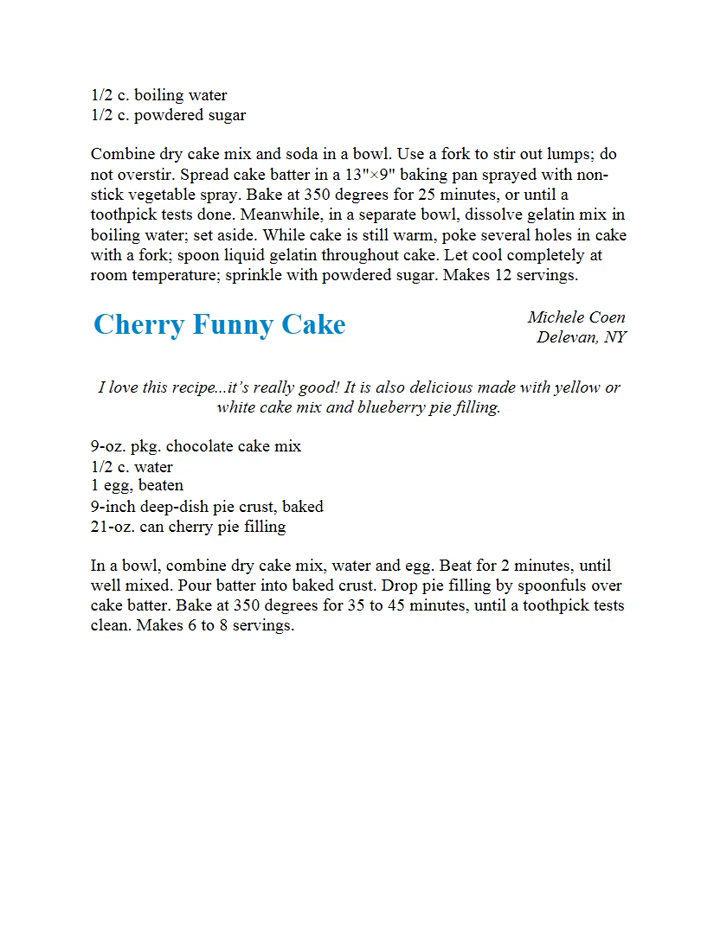 1/2 c. boiling water
1/2 c. powdered sugar
Combine dry cake mix and soda in a bowl. Use a fork to stir out lumps; do
not overstir. Spread cake batter in a 13"×9" baking pan sprayed with non-
stick vegetable spray. Bake at 350 degrees for 25 minutes, or until a
toothpick tests done. Meanwhile, in a separate bowl, dissolve gelatin mix in
boiling water; set aside. While cake is still warm, poke several holes in cake
with a fork; spoon liquid gelatin throughout cake. Let cool completely at
room temperature; sprinkle with powdered sugar. Makes 12 servings.
Cherry Funny Cake
Michele Coen
Delevan, NY
I love this recipe...it’s really good! It is also delicious made with yellow or
white cake mix and blueberry pie filling.
9-oz. pkg. chocolate cake mix
1/2 c. water
1 egg, beaten
9-inch deep-dish pie crust, baked
21-oz. can cherry pie filling
In a bowl, combine dry cake mix, water and egg. Beat for 2 minutes, until
well mixed. Pour batter into baked crust. Drop pie filling by spoonfuls over
cake batter. Bake at 350 degrees for 35 to 45 minutes, until a toothpick tests
clean. Makes 6 to 8 servings.